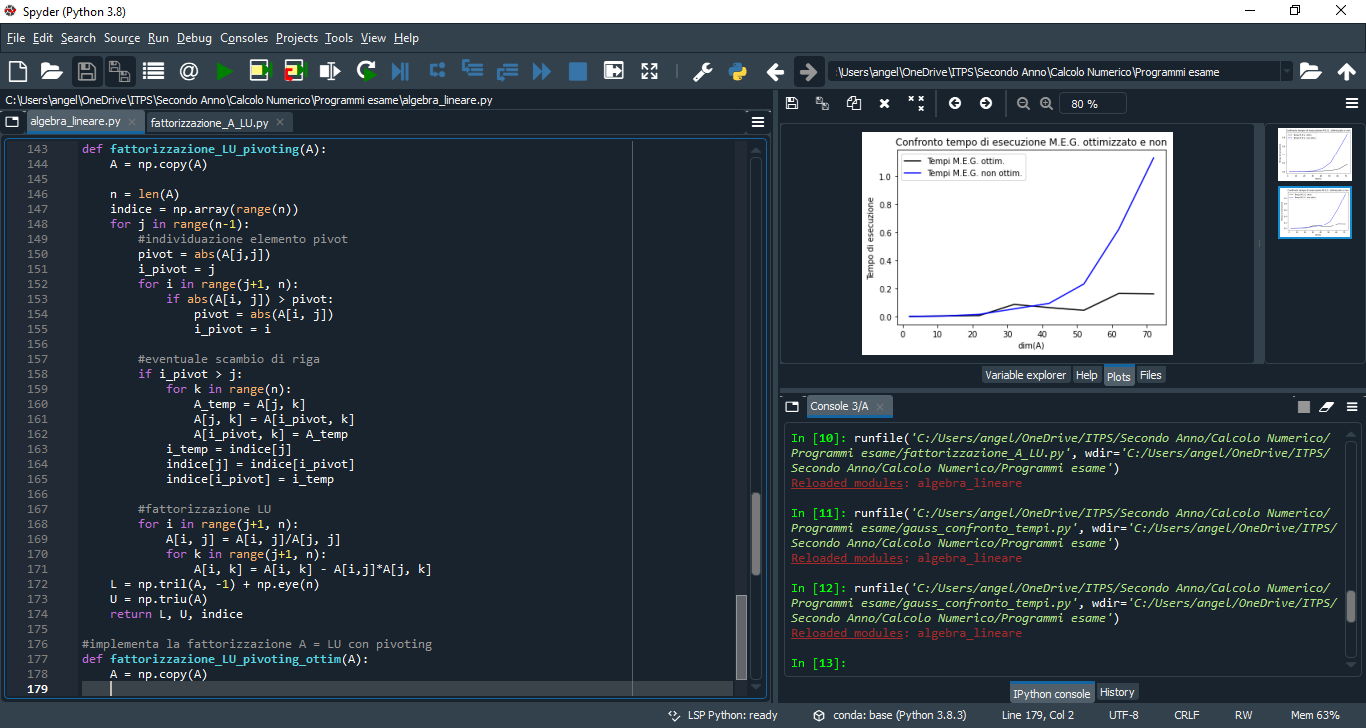 Spyder (Python 3.8)
File Edit Search Source Run Debug Consoles Projects Tools View Help
:\Users\angel\OneDrive\ITPS\Secondo Anno\Calcolo Numerico\Programmi esame
C:\Users\angel\OneDrive\ITPS\Secondo Anno\Calcolo Numerico\Programmi esame\algebra_lineare.py
algebra_lineare.py fattorizzazione_A_LU.py
143 def fattorizzazione_LU_pivoting(A):
144     A = np.copy(A)
145
146     n = len(A)
147     indice = np.array(range(n))
148     for j in range(n-1):
149         #individuazione elemento pivot
150         pivot = abs(A[j,j])
151         i_pivot = j
152         for i in range(j+1, n):
153             if abs(A[i, j]) > pivot:
154                 pivot = abs(A[i, j])
155                 i_pivot = i
156
157         #eventuale scambio di riga
158         if i_pivot > j:
159             for k in range(n):
160                 A_temp = A[j, k]
161                 A[j, k] = A[i_pivot, k]
162                 A[i_pivot, k] = A_temp
163             i_temp = indice[j]
164             indice[j] = indice[i_pivot]
165             indice[i_pivot] = i_temp
166
167         #fattorizzazione LU
168         for i in range(j+1, n):
169             A[i, j] = A[i, j]/A[j, j]
170             for k in range(j+1, n):
171                 A[i, k] = A[i, k] - A[i,j]*A[j, k]
172     L = np.tril(A, -1) + np.eye(n)
173     U = np.triu(A)
174     return L, U, indice
175
176 #implementa la fattorizzazione A = LU con pivoting
177 def fattorizzazione_LU_pivoting_ottim(A):
178     A = np.copy(A)
179
80 %
Confronto tempo di esecuzione M.E.G. ottimizzato e non
Tempi M.E.G. ottim.
Tempi M.E.G. non ottim.
Tempo di esecuzione
1.0
0.8
0.6
0.4
0.2
0.0
0 10 20 30 40 50 60 70
dim(A)
Variable explorer Help Plots Files
Console 3/A
In [10]: runfile('C:/Users/angel/OneDrive/ITPS/Secondo Anno/Calcolo Numerico/
Programmi esame/fattorizzazione_A_LU.py', wdir='C:/Users/angel/OneDrive/ITPS/
Secondo Anno/Calcolo Numerico/Programmi esame')
Reloaded modules: algebra_lineare
In [11]: runfile('C:/Users/angel/OneDrive/ITPS/Secondo Anno/Calcolo Numerico/
Programmi esame/gauss_confronto_tempi.py', wdir='C:/Users/angel/OneDrive/ITPS/
Secondo Anno/Calcolo Numerico/Programmi esame')
Reloaded modules: algebra_lineare
In [12]: runfile('C:/Users/angel/OneDrive/ITPS/Secondo Anno/Calcolo Numerico/
Programmi esame/gauss_confronto_tempi.py', wdir='C:/Users/angel/OneDrive/ITPS/
Secondo Anno/Calcolo Numerico/Programmi esame')
Reloaded modules: algebra_lineare
In [13]:
IPython console History
LSP Python: ready conda: base (Python 3.8.3) Line 179, Col 2 UTF-8 CRLF RW Mem 63%